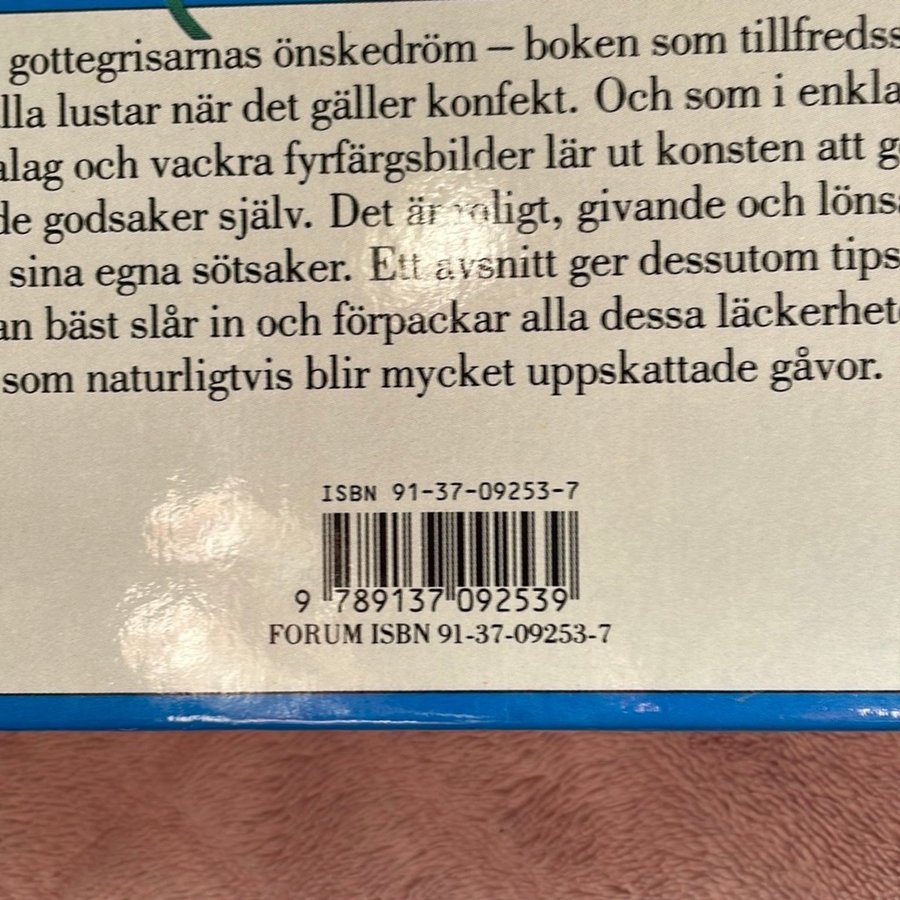 gottegrisarnas önskedröm – boken som tillfredss
lla lustar när det gäller konfekt. Och som i enkla
alag och vackra fyrfärgsbilder lär ut konsten att g
de godsaker själv. Det är roligt, givande och löns
sina egna sötsaker. Ett avsnitt ger dessutom tips
an bäst slår in och förpackar alla dessa läckerhet
som naturligtvis blir mycket uppskattade gåvor.
ISBN 91-37-09253-7
9 789137 092539
FORUM ISBN 91-37-09253-7